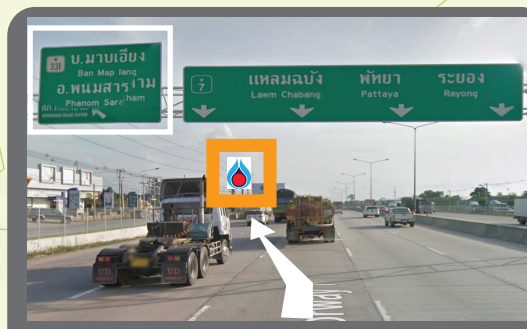 331
บ.มาบเอียง
Ban Map Iang
อ.พนมสารคาม
Phanom Sarakham
7
แหลมฉบัง
Laem Chabang
พัทยา
Pattaya
ระยอง
Rayong
UD
UD